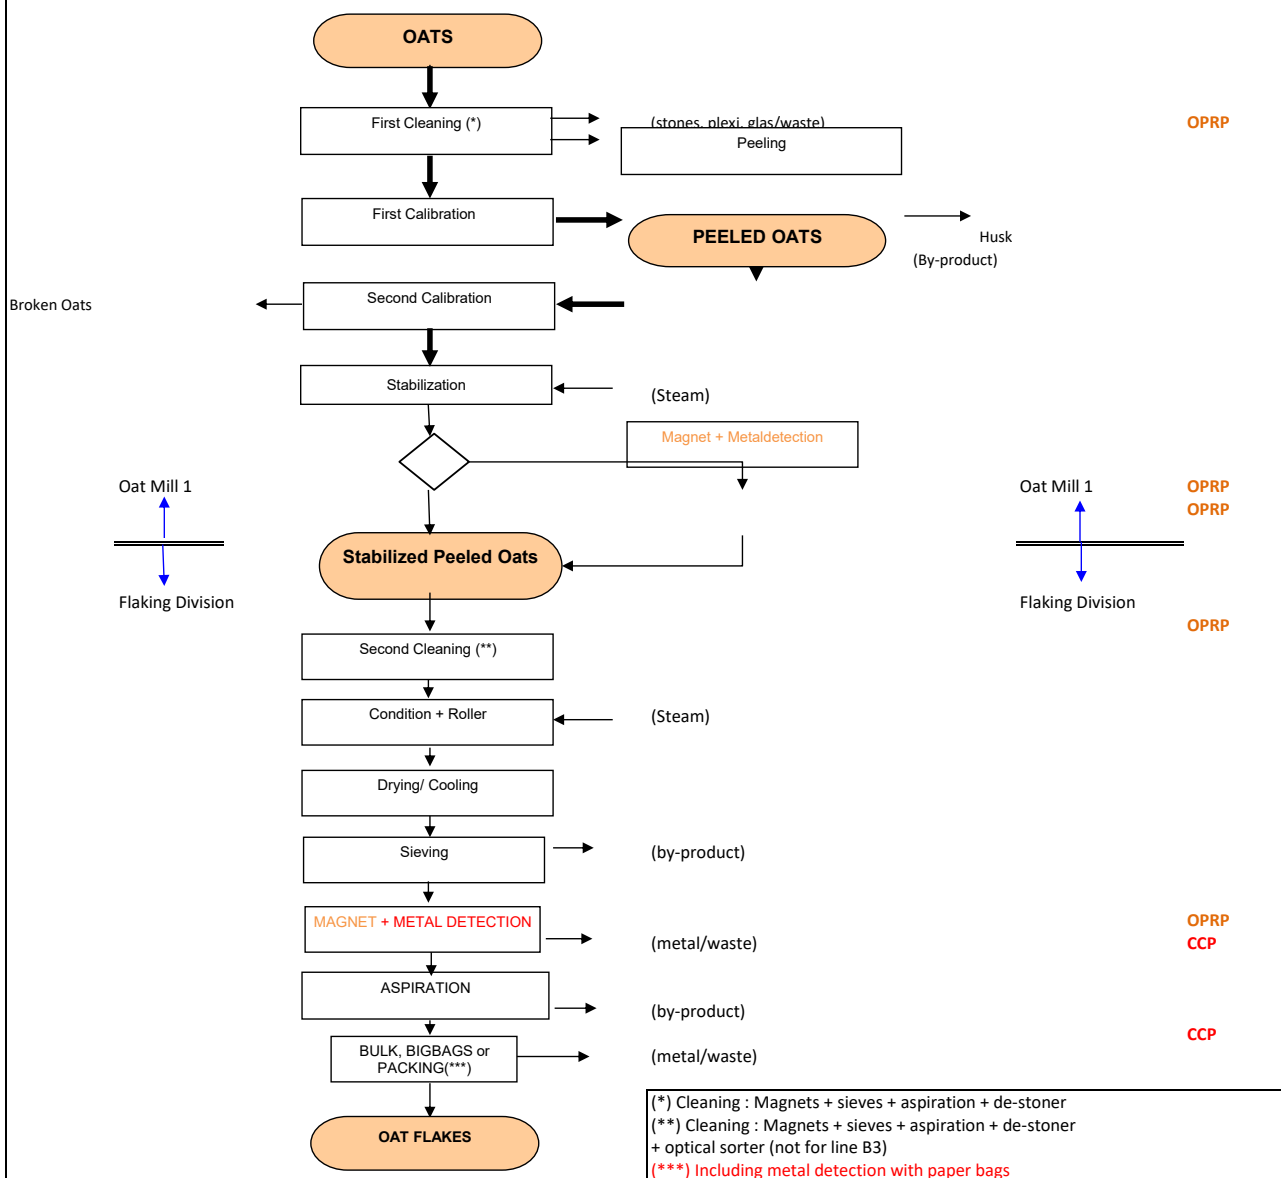 OATS
First Cleaning (*)
(stones, plexi, glas/waste)
OPRP
Peeling
First Calibration
PEELED OATS
Husk
(By-product)
Broken Oats
Second Calibration
Stabilization
(Steam)
Magnet + Metaldetection
Oat Mill 1
Oat Mill 1
OPRP
OPRP
Stabilized Peeled Oats
Flaking Division
Flaking Division
OPRP
Second Cleaning (**)
Condition + Roller
(Steam)
Drying/ Cooling
Sieving
(by-product)
MAGNET + METAL DETECTION
OPRP
(metal/waste)
CCP
ASPIRATION
(by-product)
CCP
BULK, BIGBAGS or
PACKING(***)
(metal/waste)
OAT FLAKES
(*) Cleaning : Magnets + sieves + aspiration + de-stoner
(**) Cleaning : Magnets + sieves + aspiration + de-stoner
+ optical sorter (not for line B3)
(***) Including metal detection with paper bags